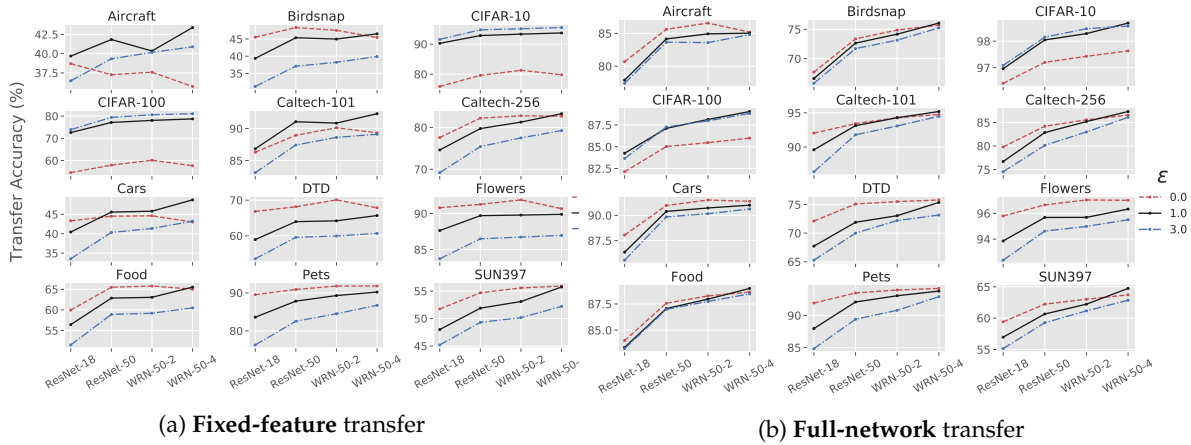 Transfer Accuracy (%)
Aircraft
Birdsnap
CIFAR-10
42.5
40.0
37.5
45
40
35
90
80
CIFAR-100
Caltech-101
Caltech-256
80
70
60
90
85
80
70
Cars
DTD
Flowers
45
40
35
70
60
90
80
Food
Pets
SUN397
65
60
55
90
80
55
50
45
ResNet-18
ResNet-50
WRN-50-2
WRN-50-4
ResNet-18
ResNet-50
WRN-50-2
WRN-50-4
ResNet-18
ResNet-50
WRN-50-2
WRN-50-4
(a) Fixed-feature transfer
Aircraft
Birdsnap
CIFAR-10
85
80
75
70
98
97
CIFAR-100
Caltech-101
Caltech-256
87.5
85.0
82.5
95
90
85
80
75
Cars
DTD
Flowers
90.0
87.5
75
70
65
96
94
Food
Pets
SUN397
87.5
85.0
90
85
65
60
55
ResNet-18
ResNet-50
WRN-50-2
WRN-50-4
ResNet-18
ResNet-50
WRN-50-2
WRN-50-4
ResNet-18
ResNet-50
WRN-50-2
WRN-50-4
ε
0.0
1.0
3.0
(b) Full-network transfer